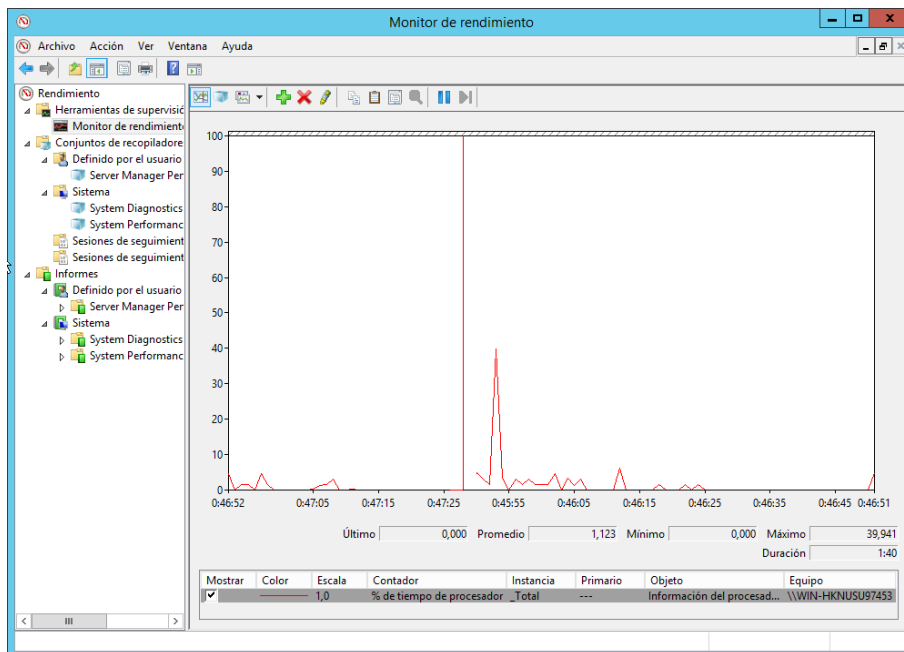 Monitor de rendimiento
Archivo Acción Ver Ventana Ayuda
Rendimiento
Herramientas de supervisió
Monitor de rendimient
Conjuntos de recopiladore
Definido por el usuario
Server Manager Per
Sistema
System Diagnostics
System Performanc
Sesiones de seguimient
Sesiones de seguimient
Informes
Definido por el usuario
Server Manager Per
Sistema
System Diagnostics
System Performanc
100
90
80
70
60
50
40
30
20
10
0
0:46:52 0:47:05 0:47:15 0:47:25 0:45:55 0:46:05 0:46:15 0:46:25 0:46:35 0:46:45 0:46:51
Último 0,000 Promedio 1,123 Mínimo 0,000 Máximo 39,941
Duración 1:40
Mostrar Color Escala Contador Instancia Primario Objeto Equipo
1,0 % de tiempo de procesador _Total --- Información del procesad... \\WIN-HKNUSU97453